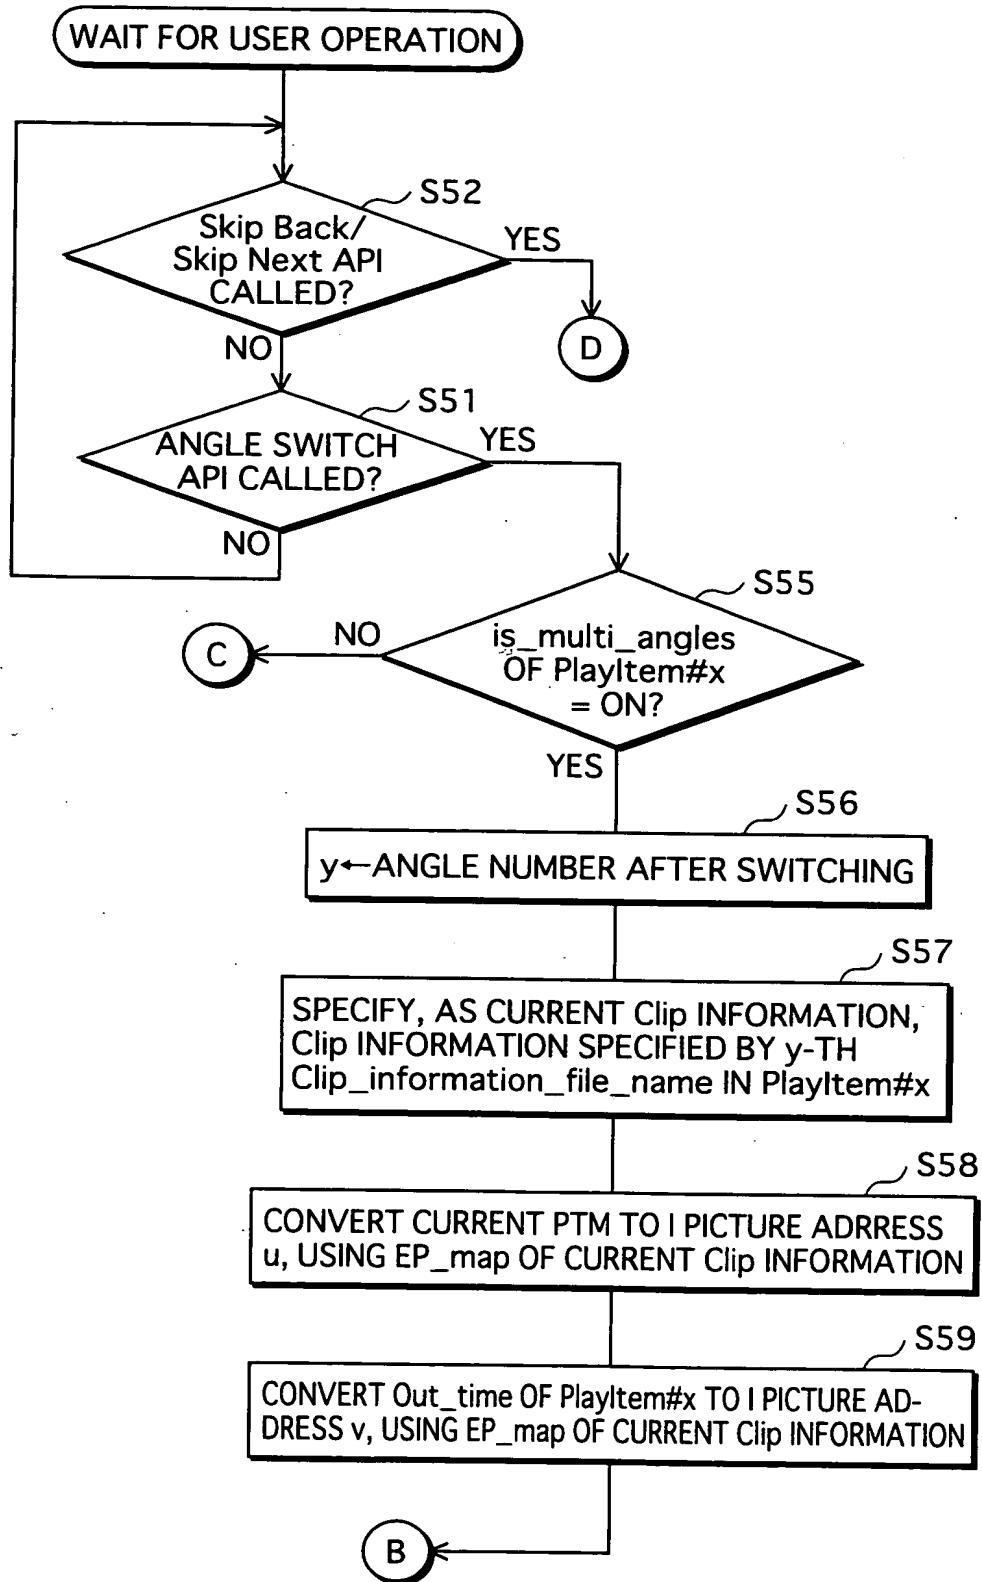 WAIT FOR USER OPERATION
S52
Skip Back/
Skip Next API
CALLED?
YES
D
NO
S51
ANGLE SWITCH
API CALLED?
YES
NO
S55
is_multi_angles
OF PlayItem#x
= ON?
NO
C
YES
S56
y←ANGLE NUMBER AFTER SWITCHING
S57
SPECIFY, AS CURRENT Clip INFORMATION,
Clip INFORMATION SPECIFIED BY y-TH
Clip_information_file_name IN PlayItem#x
S58
CONVERT CURRENT PTM TO I PICTURE ADRRESS
u, USING EP_map OF CURRENT Clip INFORMATION
S59
CONVERT Out_time OF PlayItem#x TO I PICTURE AD-
DRESS v, USING EP_map OF CURRENT Clip INFORMATION
B